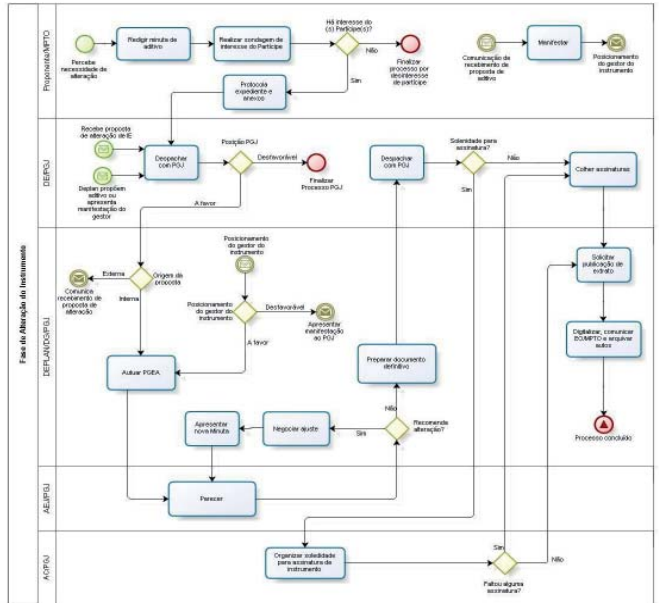 Fase do Alteração do Instrumento
Proponente/MPTO
Percebe
necessidade de
alteração
Redigir minuta de
aditivo
Realizar sondagem de
interesse do Partícipe
Há interesse do
(s) Partícipe(s)?
Não
Sim
Finalizar
processo por
desinteresse de
partícipe
Protocola
expediente e
anexos
Comunicação de
recebimento de
proposta de
aditivo
Manifestar
Posicionamento
do gestor do
instrumento
DE/PGJ
Recebe proposta
de alteração de IE
Deplan propõem
aditivo ou
apresenta
manifestação do
gestor
Despachar
com PGJ
Posição PGJ
Desfavorável
A favor
Finalizar
Processo PGJ
Despachar
com PGJ
Solenidade para
assinatura?
Não
Sim
Colher assinaturas
DEPLAN/DG/PGJ
Externa
Comunica
recebimento de
proposta de
alteração
Origem da
proposta
Interna
Posicionamento
do gestor do
instrumento
Posicionamento
do gestor do
instrumento
Desfavorável
A favor
Apresentar
manifestação
ao PGJ
Autuar PGEA
Preparar documento
definitivo
Não
Recomenda
alteração?
Sim
Negociar ajuste
Apresentar
nova Minuta
Solicitar
publicação de
extrato
Digitalizar, comunicar
EO/MPTO e arquivar
autos
Processo concluído
AEJ/PGJ
Parecer
AC/PGJ
Organizar soledidade
para assinatura de
instrumento
Sim
Não
Faltou alguma
assinatura?